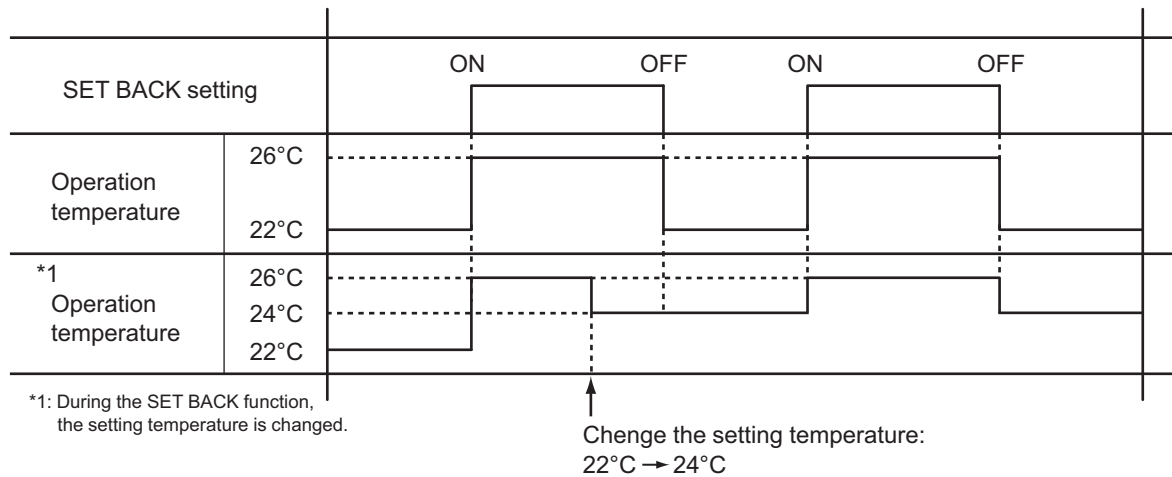 ON OFF ON OFF
SET BACK setting
Operation
temperature
26°C
22°C
*1
Operation
temperature
26°C
24°C
22°C
*1: During the SET BACK function,
the setting temperature is changed.
Chenge the setting temperature:
22°C → 24°C